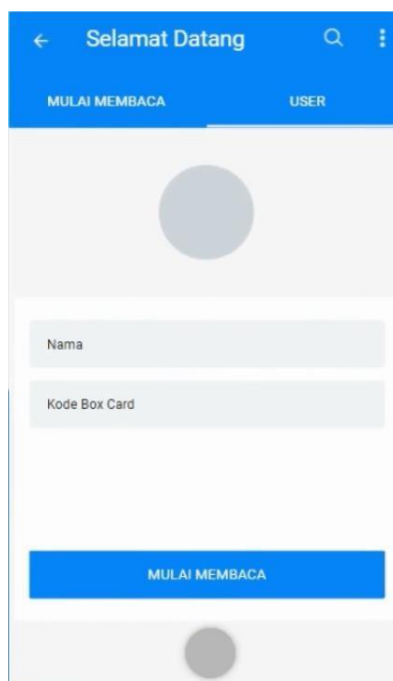 Selamat Datang
MULAI MEMBACA USER
Nama
Kode Box Card
MULAI MEMBACA